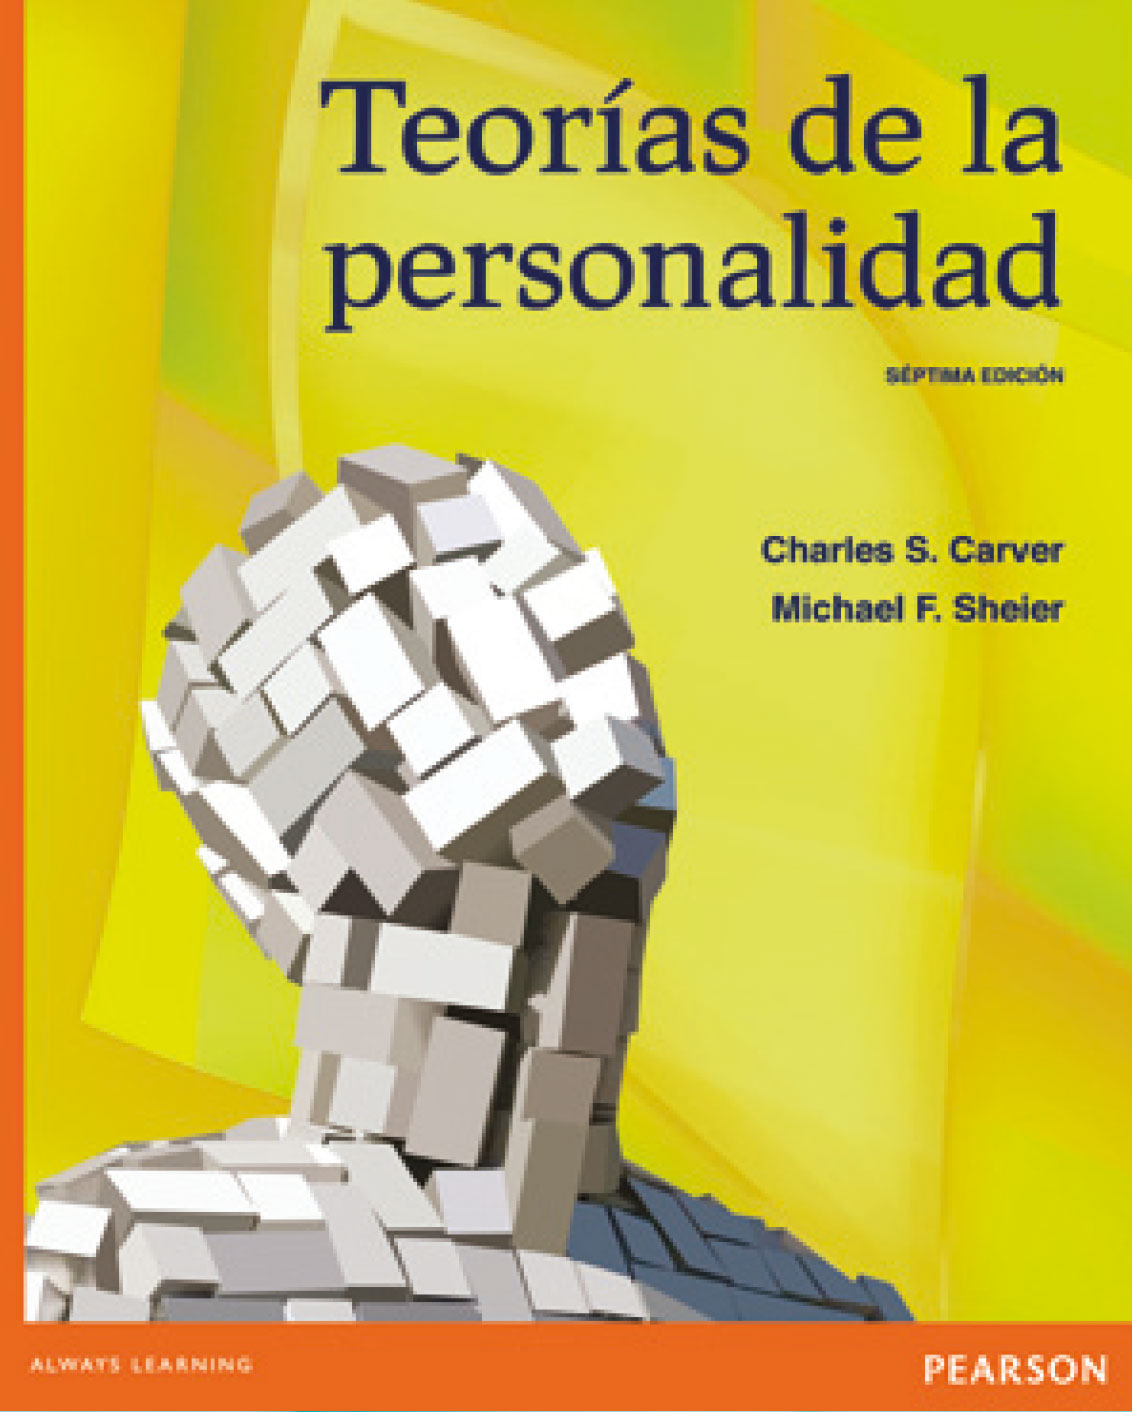 Teorías de la
personalidad
SÉPTIMA EDICIÓN
Charles S. Carver
Michael F. Sheier
ALWAYS LEARNING
PEARSON